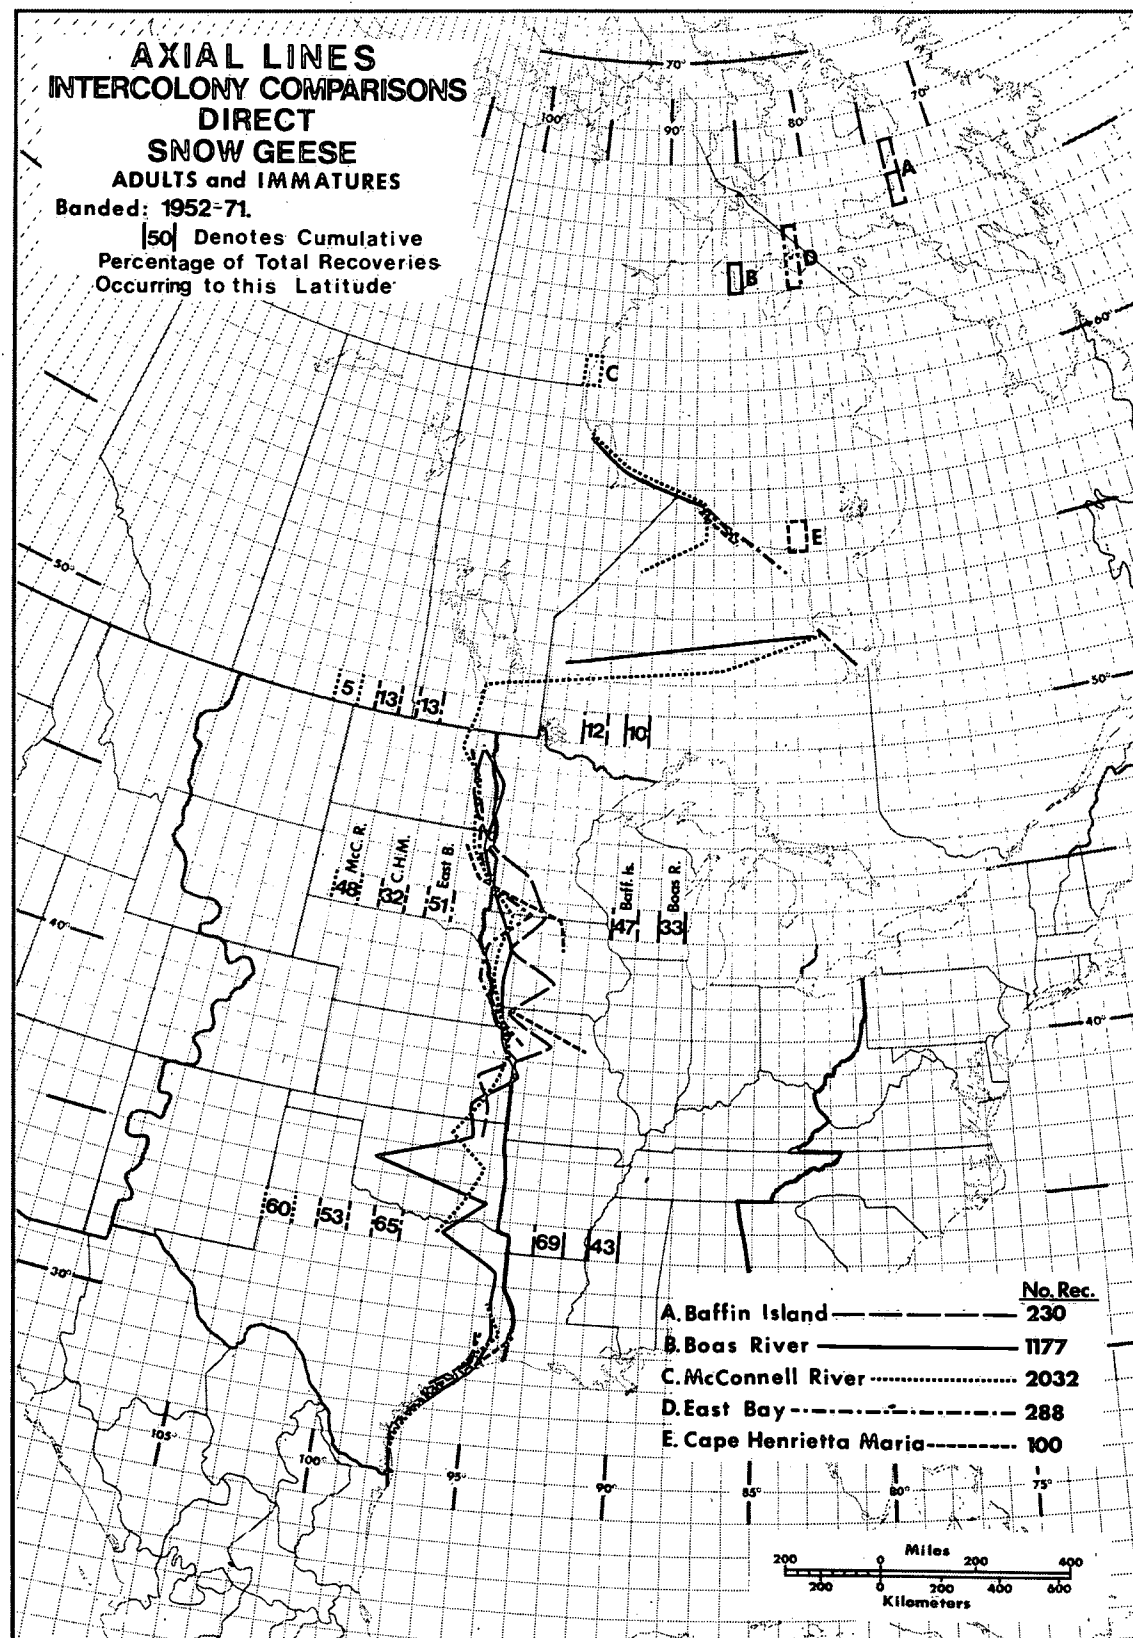 AXIAL LINES
INTERCOLONY COMPARISONS
DIRECT
SNOW GEESE
ADULTS and IMMATURES
Banded: 1952-71.
|50| Denotes Cumulative
Percentage of Total Recoveries
Occurring to this Latitude
70°
100°
90°
80°
70°
A
D
B
60°
C
E
50°
50°
5
13
13
12
10
McC. R.
C.H.M.
East B.
Baff. Is.
Boas R.
48
32
51
47
33
40°
40°
60
53
65
69
43
30°
No. Rec.
A. Baffin Island 230
B. Boas River 1177
C. McConnell River 2032
D. East Bay 288
E. Cape Henrietta Maria 100
105°
100°
95°
90°
85°
80°
75°
Miles
200 0 200 400
200 0 200 400 600
Kilometers